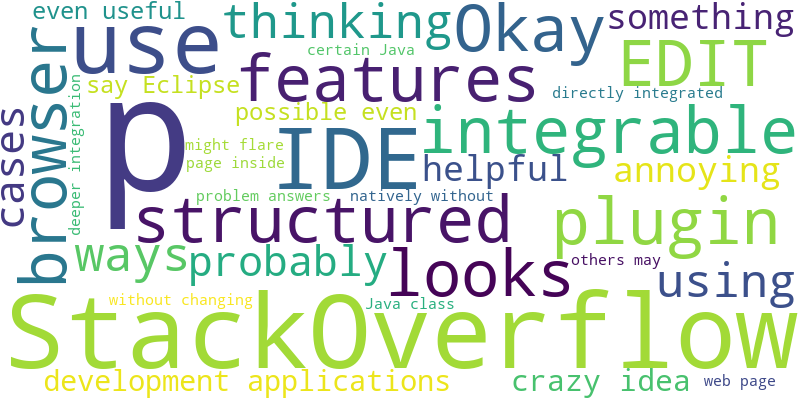 even useful
use
thinking
Okay
something
certain Java
browser
say Eclipse
features
EDIT
directly integrated
p
possible even
cases
deeper integration
might flare
page inside
IDE
integrable
helpful
annoying
problem answers
natively without
structured
plugin
ways
probably
looks
others may
using
without changing
Java class
StackOverflow
development applications
crazy idea
web page